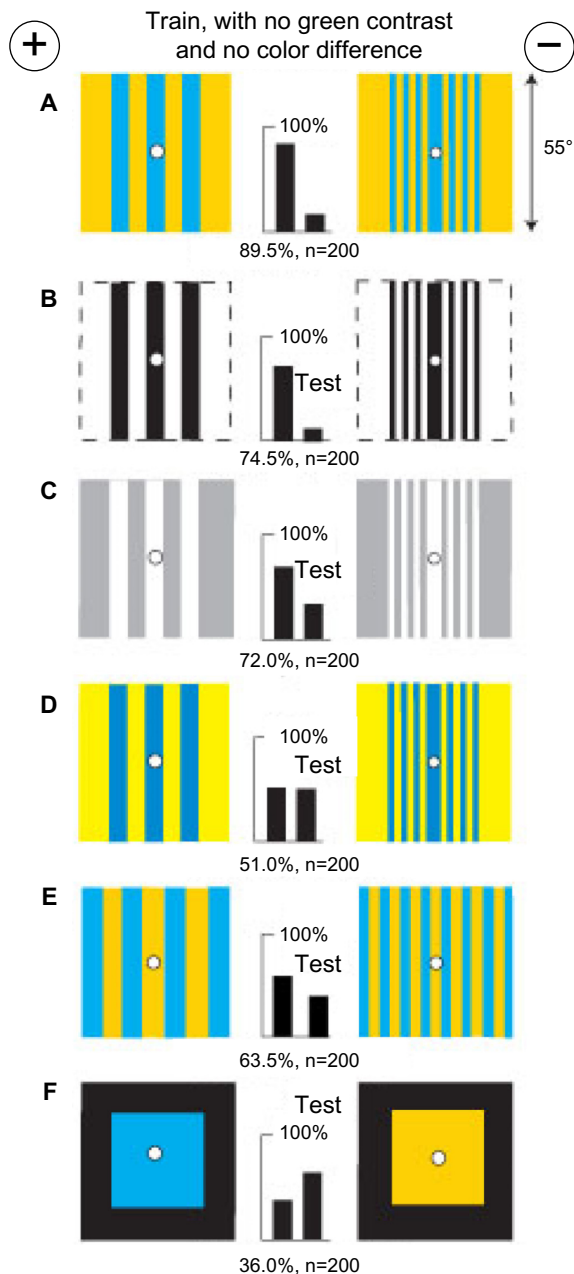 Train, with no green contrast
and no color difference
+
−
A
100%
55°
89.5%, n=200
B
100%
Test
74.5%, n=200
C
100%
Test
72.0%, n=200
D
100%
Test
51.0%, n=200
E
100%
Test
63.5%, n=200
F
Test
100%
36.0%, n=200